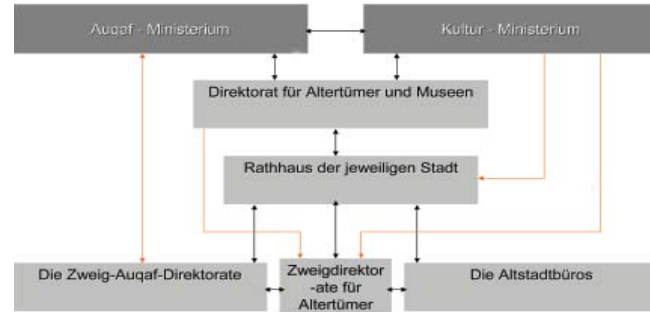 Auqaf - Ministerium
Kultur - Ministerium
Direktorat für Altertümer und Museen
Rathhaus der jeweiligen Stadt
Die Zweig-Auqaf-Direktorate
Zweigdirektor
-ate für
Altertümer
Die Altstadtbüros